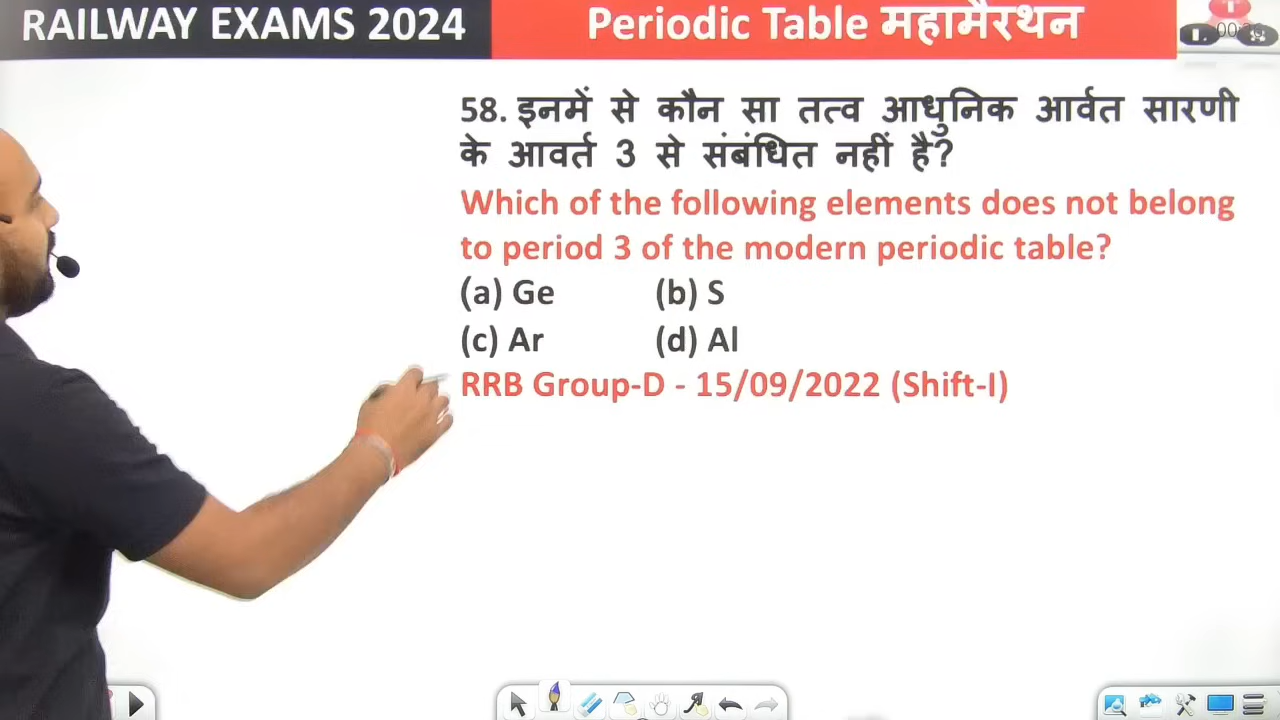 RAILWAY EXAMS 2024
Periodic Table महामैरथन
58. इनमें से कौन सा तत्व आधुनिक आर्वत सारणी
के आवर्त 3 से संबंधित नहीं है?
Which of the following elements does not belong
to period 3 of the modern periodic table?
(a) Ge (b) S
(c) Ar (d) Al
RRB Group-D - 15/09/2022 (Shift-I)